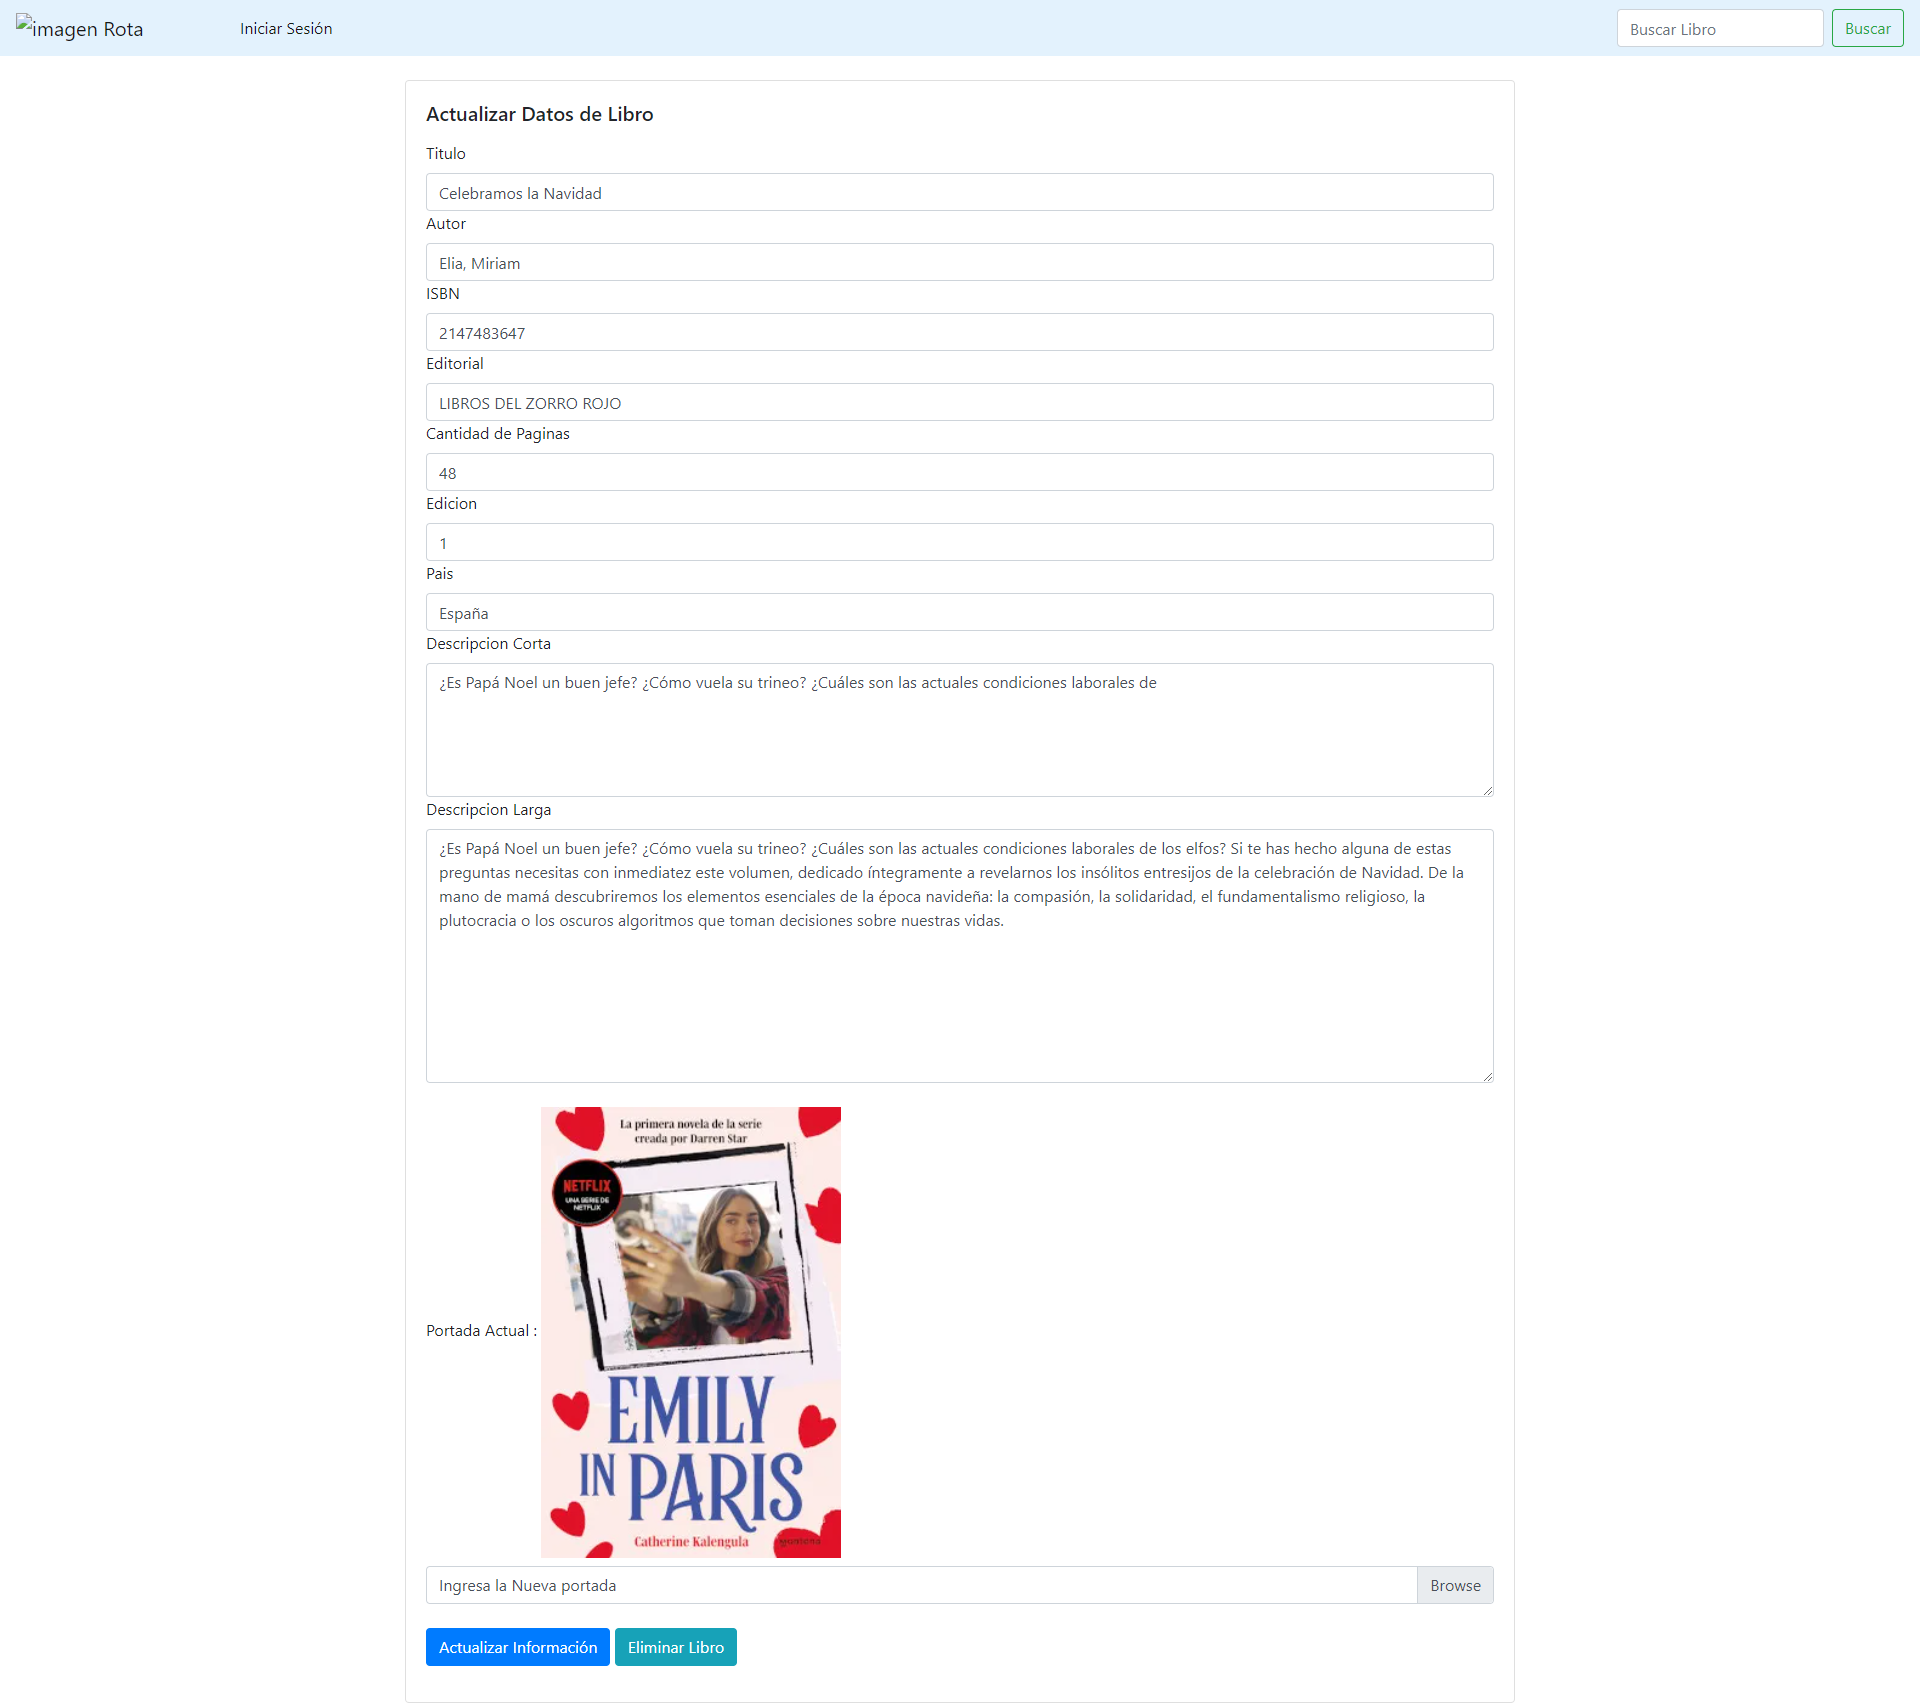 imagen Rota
Iniciar Sesión
Buscar Libro
Buscar
Actualizar Datos de Libro
Titulo
Celebramos la Navidad
Autor
Elia, Miriam
ISBN
2147483647
Editorial
LIBROS DEL ZORRO ROJO
Cantidad de Paginas
48
Edicion
1
Pais
España
Descripcion Corta
¿Es Papá Noel un buen jefe? ¿Cómo vuela su trineo? ¿Cuáles son las actuales condiciones laborales de
Descripcion Larga
¿Es Papá Noel un buen jefe? ¿Cómo vuela su trineo? ¿Cuáles son las actuales condiciones laborales de los elfos? Si te has hecho alguna de estas
preguntas necesitas con inmediatez este volumen, dedicado íntegramente a revelarnos los insólitos entresijos de la celebración de Navidad. De la
mano de mamá descubriremos los elementos esenciales de la época navideña: la compasión, la solidaridad, el fundamentalismo religioso, la
plutocracia o los oscuros algoritmos que toman decisiones sobre nuestras vidas.
Portada Actual :
La primera novela de la serie
creada por Darren Star
NETFLIX
UNA SERIE DE
NETFLIX
EMILY
IN PARIS
Catherine Kalengula
Ingresa la Nueva portada
Browse
Actualizar Información
Eliminar Libro